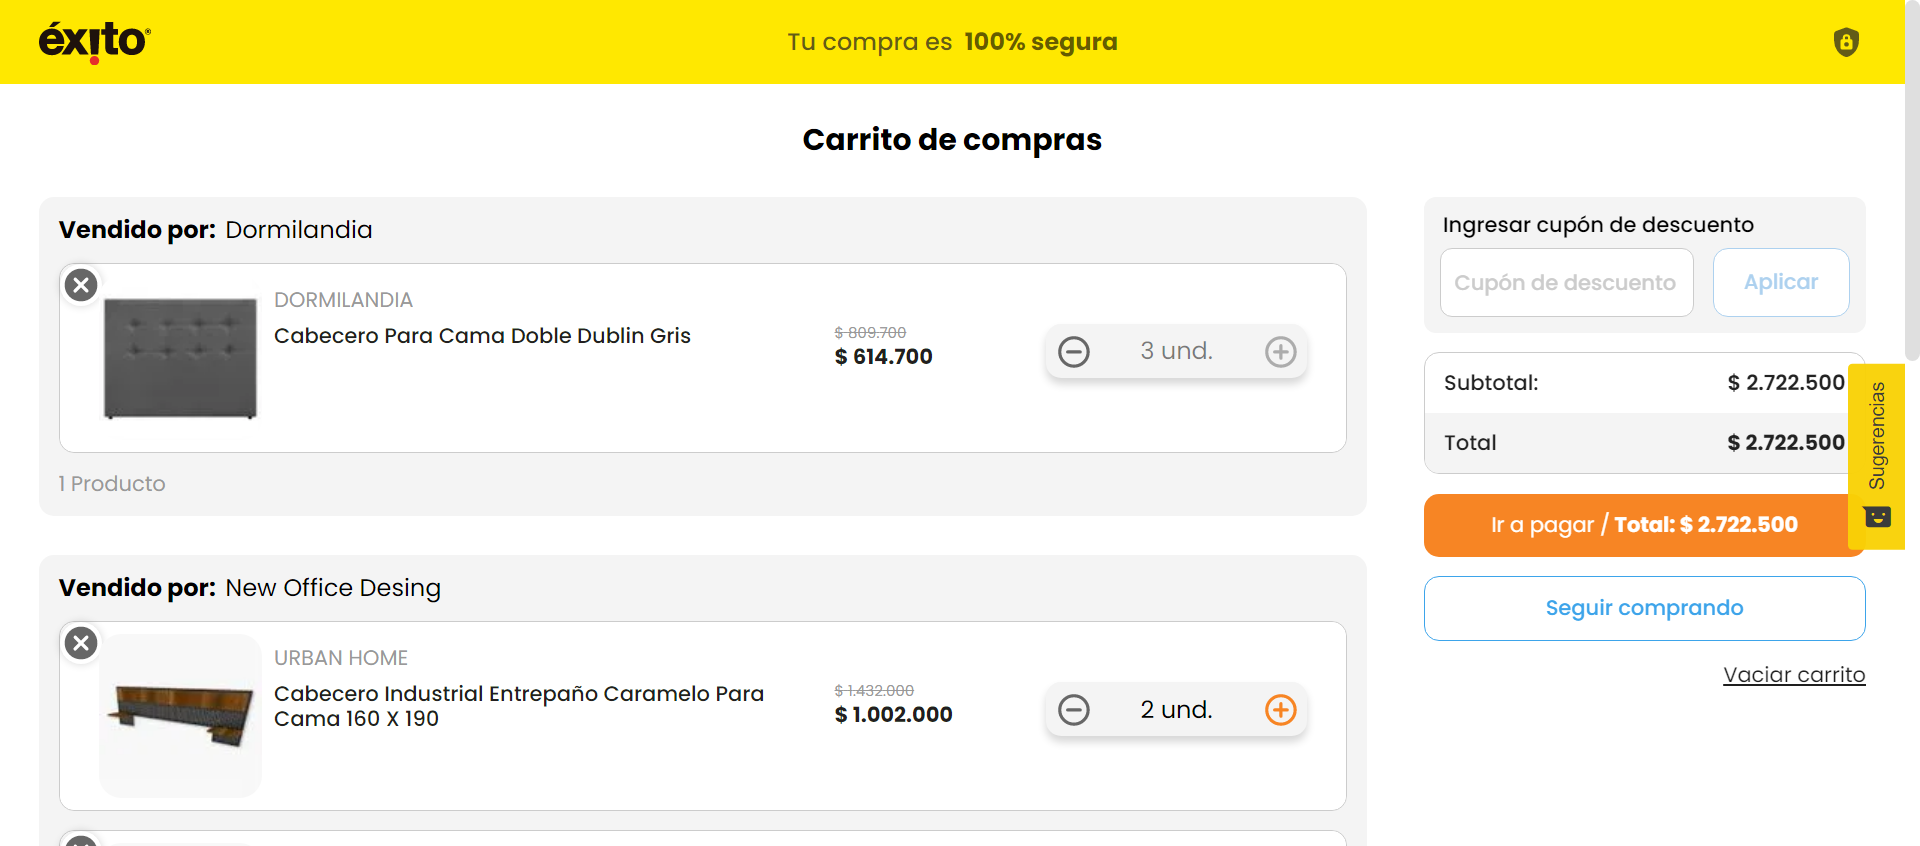 éxito
Tu compra es 100% segura
Carrito de compras
Vendido por: Dormilandia
DORMILANDIA
Cabecero Para Cama Doble Dublin Gris
$ 809.700
$ 614.700
3 und.
1 Producto
Vendido por: New Office Desing
URBAN HOME
Cabecero Industrial Entrepaño Caramelo Para
Cama 160 X 190
$ 1.432.000
$ 1.002.000
2 und.
Ingresar cupón de descuento
Cupón de descuento
Aplicar
Subtotal: $ 2.722.500
Total $ 2.722.500
Ir a pagar / Total: $ 2.722.500
Seguir comprando
Vaciar carrito
Sugerencias